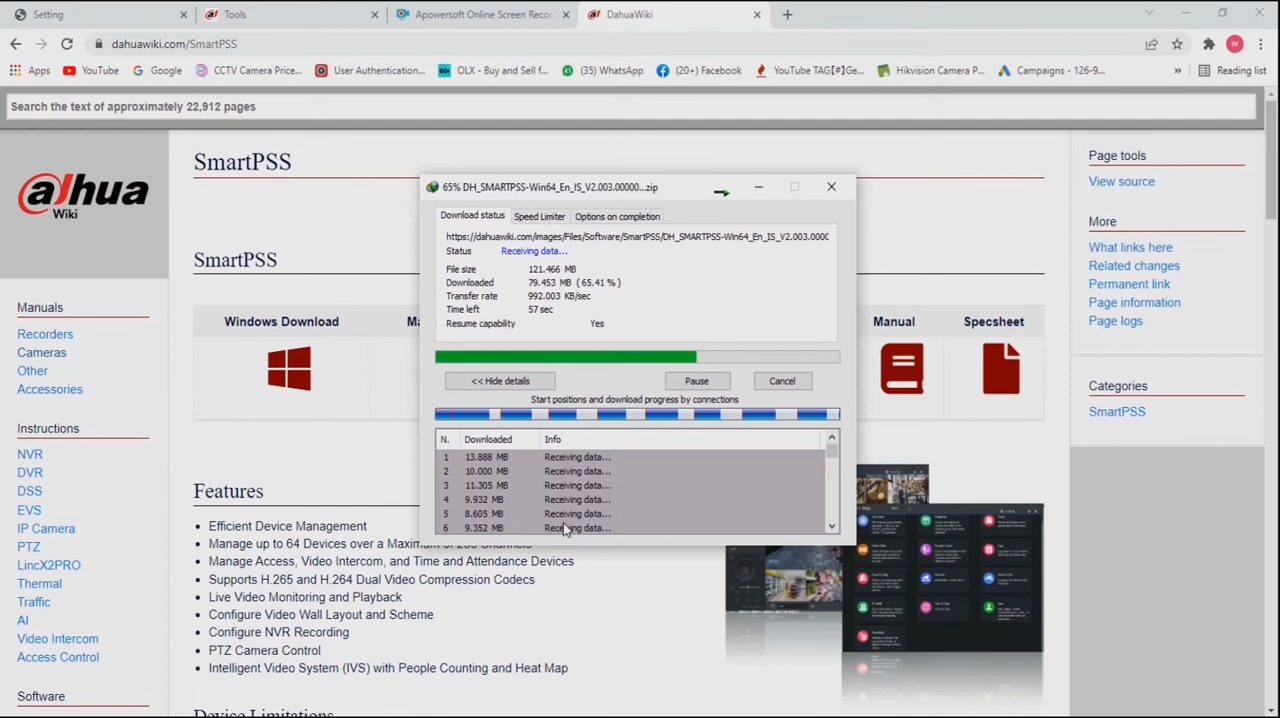 Setting
Tools
Apowersoft Online Screen Reco
DahuaWiki
dahuawiki.com/SmartPSS
W
Apps
YouTube
Google
CCTV Camera Price...
User Authentication...
OLX - Buy and Sell f...
(35) WhatsApp
(20+) Facebook
YouTube TAG【#】Ge...
Hikvision Camera P...
Campaigns - 126-9...
»
Reading list
Search the text of approximately 22,912 pages
alhua
Wiki
Manuals
Recorders
Cameras
Other
Accessories
Instructions
NVR
DVR
DSS
EVS
IP Camera
PTZ
LincX2PRO
Thermal
Traffic
AI
Video Intercom
Access Control
Software
SmartPSS
SmartPSS
Windows Download
Manual
Specsheet
65% DH_SMARTPSS-Win64_En_IS_V2.003.00000...zip
Download status
Speed Limiter
Options on completion
https://dahuawiki.com/images/Files/Software/SmartPSS/DH_SMARTPSS-Win64_En_IS_V2.003.0000
Status Receiving data...
File size 121.466 MB
Downloaded 79.453 MB ( 65.41 % )
Transfer rate 992.003 KB/sec
Time left 57 sec
Resume capability Yes
<< Hide details
Pause
Cancel
Start positions and download progress by connections
N. Downloaded Info
1 13.888 MB Receiving data...
2 10.000 MB Receiving data...
3 11.305 MB Receiving data...
4 9.932 MB Receiving data...
5 8.605 MB Receiving data...
6 9.352 MB Receiving data...
Features
Efficient Device Management
Manage up to 64 Devices over a Maximum of 256 Channels
Manage Access, Video Intercom, and Time and Attendance Devices
Supports H.265 and H.264 Dual Video Compression Codecs
Live Video Monitoring and Playback
Configure Video Wall Layout and Scheme
Configure NVR Recording
PTZ Camera Control
Intelligent Video System (IVS) with People Counting and Heat Map
Device Limitations
Page tools
View source
More
What links here
Related changes
Permanent link
Page information
Page logs
Categories
SmartPSS